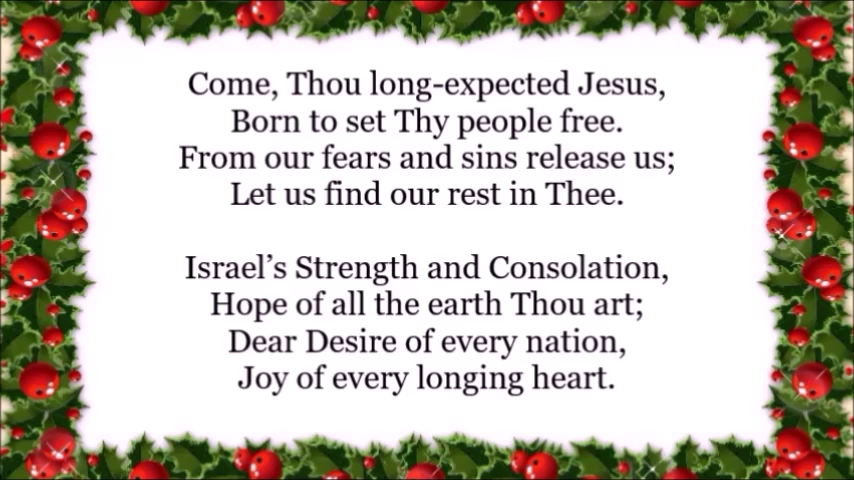 Come, Thou long-expected Jesus,
Born to set Thy people free.
From our fears and sins release us;
Let us find our rest in Thee.
Israel’s Strength and Consolation,
Hope of all the earth Thou art;
Dear Desire of every nation,
Joy of every longing heart.